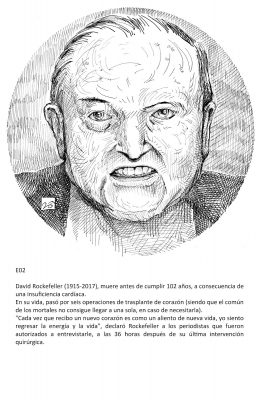 E02
David Rockefeller (1915-2017), muere antes de cumplir 102 años, a consecuencia de
una Insuficiencia cardíaca.
En su vida, pasó por seis operaciones de trasplante de corazón (siendo que el común
de los mortales no consigue llegar a una sola, en caso de necesitarla).
"Cada vez que recibo un nuevo corazón es como un aliento de nueva vida, yo siento
regresar la energía y la vida", declaró Rockefeller a los periodistas que fueron
autorizados a entrevistarle, a las 36 horas después de su última intervención
quirúrgica.